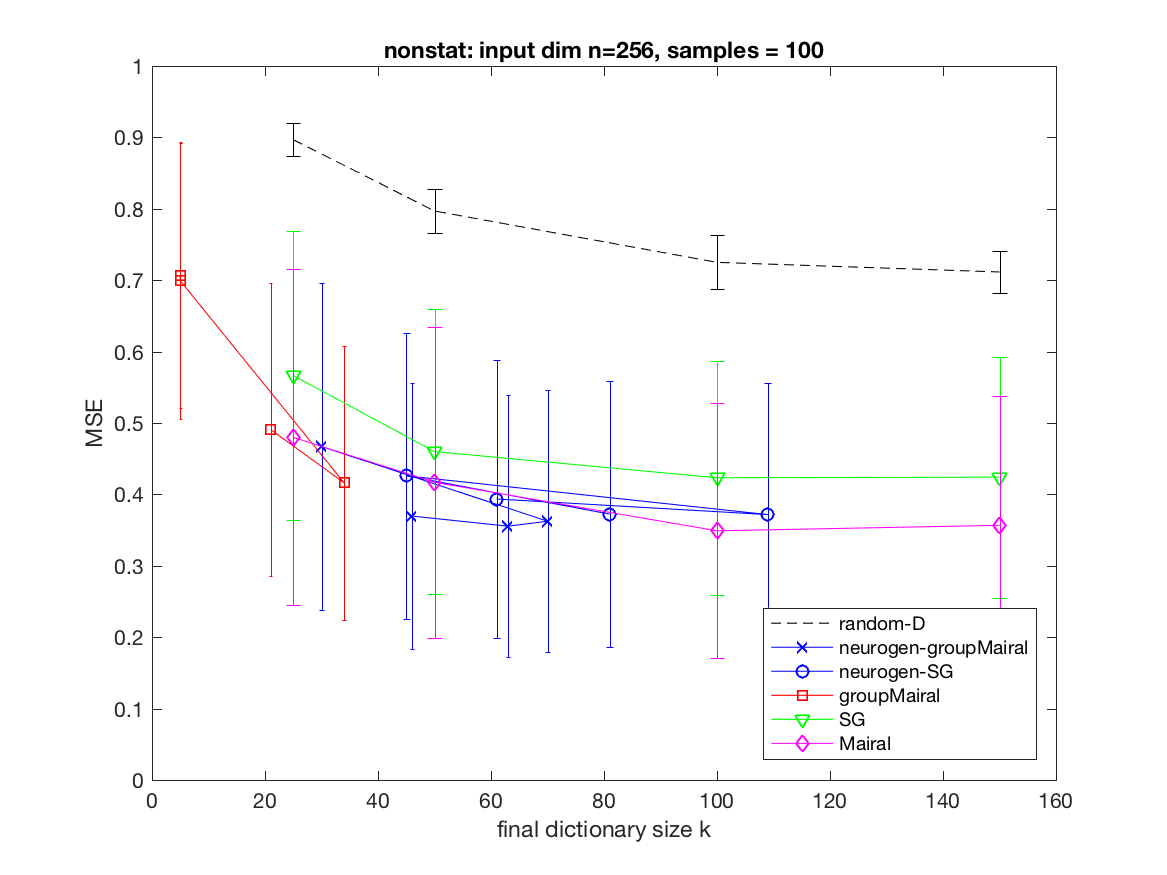 nonstat: input dim n=256, samples = 100
1
0.9
0.8
0.7
0.6
0.5
0.4
0.3
0.2
0.1
0
MSE
0 20 40 60 80 100 120 140 160
final dictionary size k
random-D
neurogen-groupMairal
neurogen-SG
groupMairal
SG
Mairal